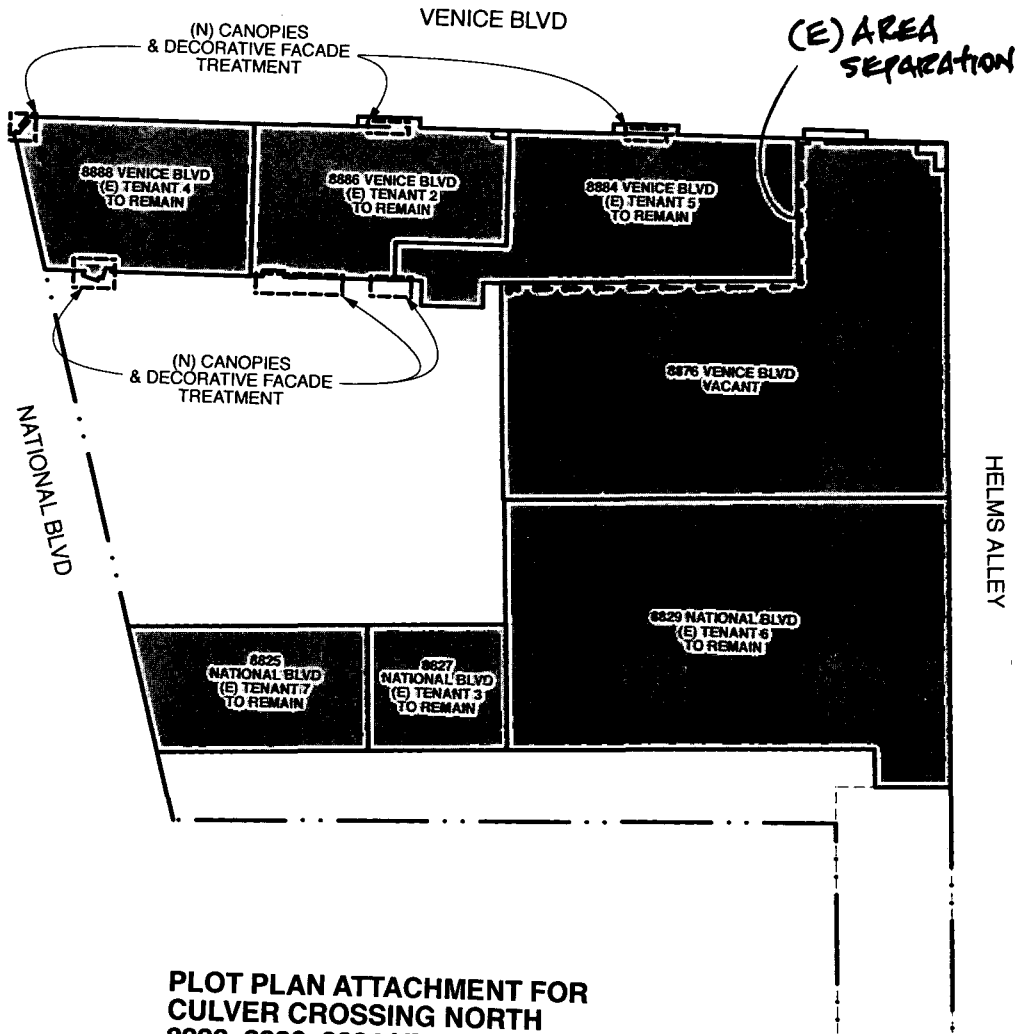 VENICE BLVD
(N) CANOPIES
& DECORATIVE FACADE
TREATMENT
(E) AREA
SEPARATION
8888 VENICE BLVD
(E) TENANT 4
TO REMAIN
8886 VENICE BLVD
(E) TENANT 2
TO REMAIN
8884 VENICE BLVD
(E) TENANT 5
TO REMAIN
(N) CANOPIES
& DECORATIVE FACADE
TREATMENT
8876 VENICE BLVD
VACANT
NATIONAL BLVD
HELMS ALLEY
8829 NATIONAL BLVD
(E) TENANT 6
TO REMAIN
8825
NATIONAL BLVD
(E) TENANT 7
TO REMAIN
8827
NATIONAL BLVD
(E) TENANT 3
TO REMAIN
PLOT PLAN ATTACHMENT FOR
CULVER CROSSING NORTH